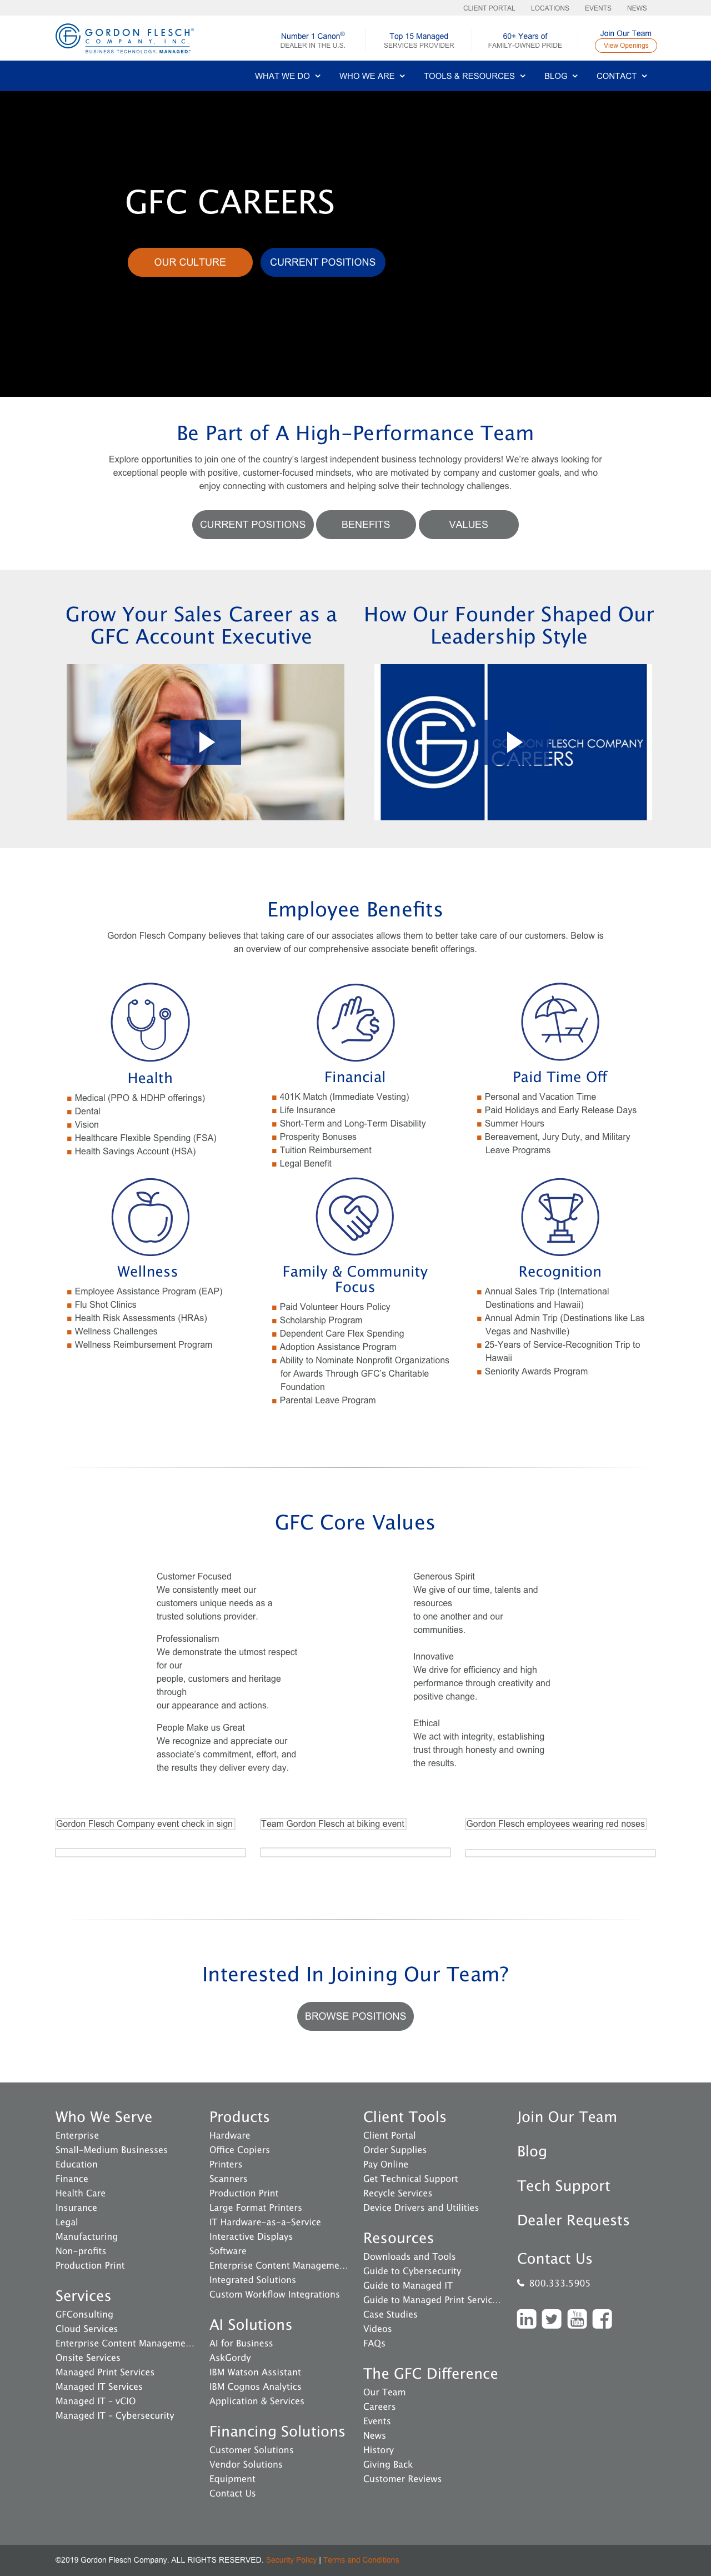 CLIENT PORTAL LOCATIONS EVENTS NEWS
GORDON FLESCH®
COMPANY, INC.
BUSINESS TECHNOLOGY. MANAGED.®
Number 1 Canon®
DEALER IN THE U.S.
Top 15 Managed
SERVICES PROVIDER
60+ Years of
FAMILY-OWNED PRIDE
Join Our Team
View Openings
WHAT WE DO WHO WE ARE TOOLS & RESOURCES BLOG CONTACT
GFC CAREERS
OUR CULTURE CURRENT POSITIONS
Be Part of A High-Performance Team
Explore opportunities to join one of the country's largest independent business technology providers! We're always looking for
exceptional people with positive, customer-focused mindsets, who are motivated by company and customer goals, and who
enjoy connecting with customers and helping solve their technology challenges.
CURRENT POSITIONS BENEFITS VALUES
Grow Your Sales Career as a
GFC Account Executive
How Our Founder Shaped Our
Leadership Style
GORDON FLESCH COMPANY
CAREERS
Employee Benefits
Gordon Flesch Company believes that taking care of our associates allows them to better take care of our customers. Below is
an overview of our comprehensive associate benefit offerings.
Health
Medical (PPO & HDHP offerings)
Dental
Vision
Healthcare Flexible Spending (FSA)
Health Savings Account (HSA)
Financial
401K Match (Immediate Vesting)
Life Insurance
Short-Term and Long-Term Disability
Prosperity Bonuses
Tuition Reimbursement
Legal Benefit
Paid Time Off
Personal and Vacation Time
Paid Holidays and Early Release Days
Summer Hours
Bereavement, Jury Duty, and Military
Leave Programs
Wellness
Employee Assistance Program (EAP)
Flu Shot Clinics
Health Risk Assessments (HRAs)
Wellness Challenges
Wellness Reimbursement Program
Family & Community
Focus
Paid Volunteer Hours Policy
Scholarship Program
Dependent Care Flex Spending
Adoption Assistance Program
Ability to Nominate Nonprofit Organizations
for Awards Through GFC's Charitable
Foundation
Parental Leave Program
Recognition
Annual Sales Trip (International
Destinations and Hawaii)
Annual Admin Trip (Destinations like Las
Vegas and Nashville)
25-Years of Service-Recognition Trip to
Hawaii
Seniority Awards Program
GFC Core Values
Customer Focused
We consistently meet our
customers unique needs as a
trusted solutions provider.
Professionalism
We demonstrate the utmost respect
for our
people, customers and heritage
through
our appearance and actions.
People Make us Great
We recognize and appreciate our
associate's commitment, effort, and
the results they deliver every day.
Generous Spirit
We give of our time, talents and
resources
to one another and our
communities.
Innovative
We drive for efficiency and high
performance through creativity and
positive change.
Ethical
We act with integrity, establishing
trust through honesty and owning
the results.
Gordon Flesch Company event check in sign
Team Gordon Flesch at biking event
Gordon Flesch employees wearing red noses
Interested In Joining Our Team?
BROWSE POSITIONS
Who We Serve
Enterprise
Small-Medium Businesses
Education
Finance
Health Care
Insurance
Legal
Manufacturing
Non-profits
Production Print
Services
GFConsulting
Cloud Services
Enterprise Content Manageme...
Onsite Services
Managed Print Services
Managed IT Services
Managed IT - vCIO
Managed IT - Cybersecurity
Products
Hardware
Office Copiers
Printers
Scanners
Production Print
Large Format Printers
IT Hardware-as-a-Service
Interactive Displays
Software
Enterprise Content Manageme...
Integrated Solutions
Custom Workflow Integrations
AI Solutions
AI for Business
AskGordy
IBM Watson Assistant
IBM Cognos Analytics
Application & Services
Financing Solutions
Customer Solutions
Vendor Solutions
Equipment
Contact Us
Client Tools
Client Portal
Order Supplies
Pay Online
Get Technical Support
Recycle Services
Device Drivers and Utilities
Resources
Downloads and Tools
Guide to Cybersecurity
Guide to Managed IT
Guide to Managed Print Servic...
Case Studies
Videos
FAQs
The GFC Difference
Our Team
Careers
Events
News
History
Giving Back
Customer Reviews
Join Our Team
Blog
Tech Support
Dealer Requests
Contact Us
800.333.5905
You Tube
©2019 Gordon Flesch Company. ALL RIGHTS RESERVED. Security Policy | Terms and Conditions